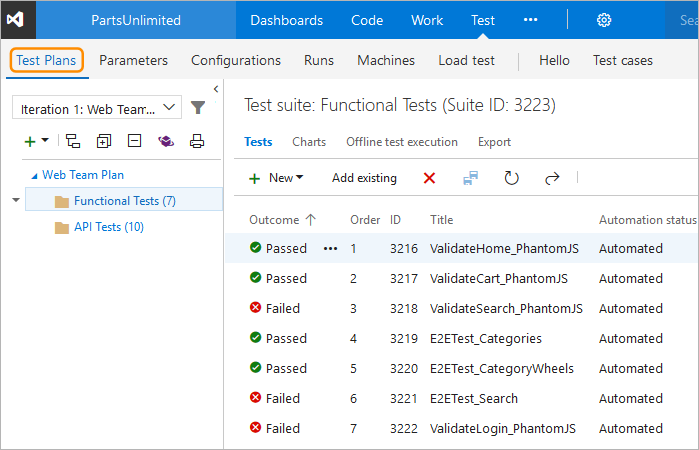 PartsUnlimited Dashboards Code Work Test ••• Sea
Test Plans Parameters Configurations Runs Machines Load test Hello Test cases
Iteration 1: Web Team...
Web Team Plan
Functional Tests (7)
API Tests (10)
Test suite: Functional Tests (Suite ID: 3223)
Tests Charts Offline test execution Export
New Add existing
Outcome Order ID Title Automation status
Passed ••• 1 3216 ValidateHome_PhantomJS Automated
Passed 2 3217 ValidateCart_PhantomJS Automated
Failed 3 3218 ValidateSearch_PhantomJS Automated
Passed 4 3219 E2ETest_Categories Automated
Passed 5 3220 E2ETest_CategoryWheels Automated
Failed 6 3221 E2ETest_Search Automated
Failed 7 3222 ValidateLogin_PhantomJS Automated